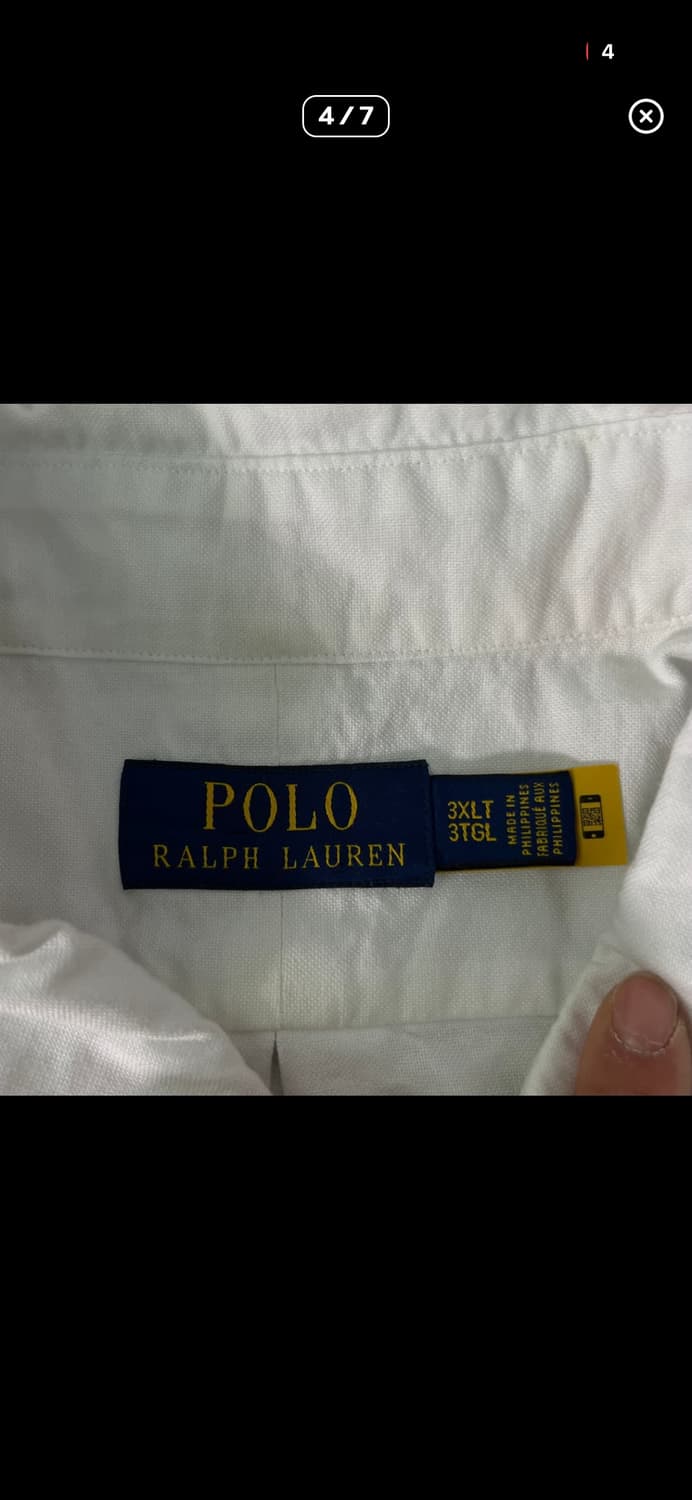 4
4/7
POLO
RALPH LAUREN
3XLT
3TGL
MADE IN
PHILIPPINES
FABRIQUÉ AUX
PHILIPPINES